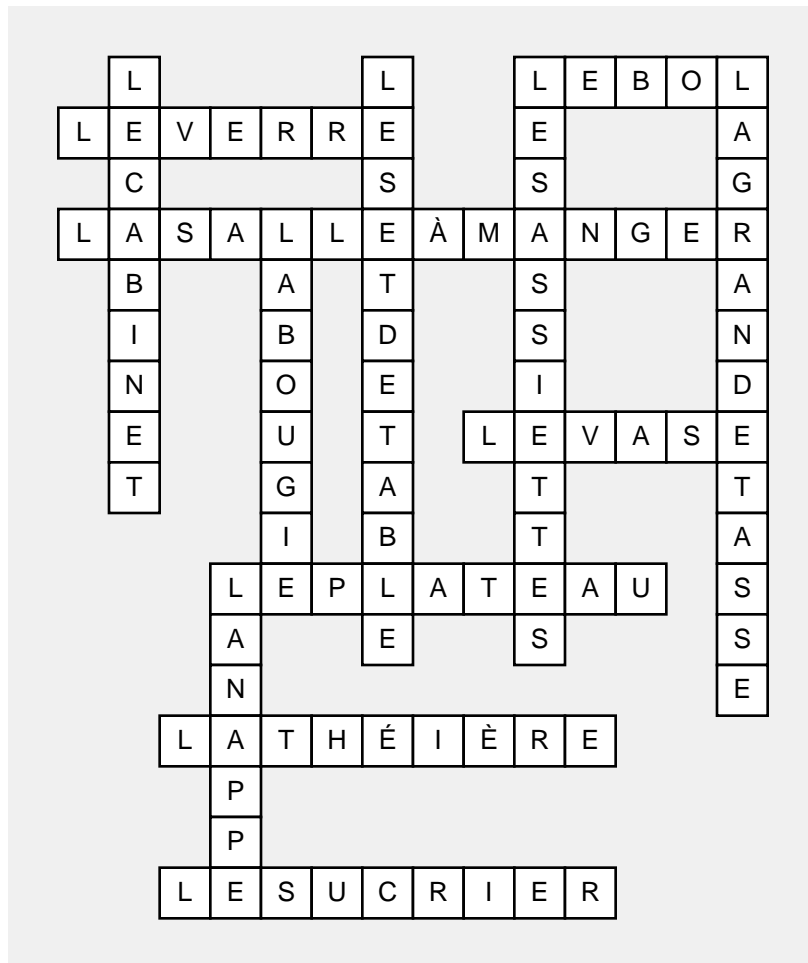 L L L E B O L
L E V E R R E E A
C S S G
L A S A L L E À M A N G E R
B A T S A
I B D S N
N O E I D
E U T L E V A S E
T G A T T
I B T A
L E P L A T E A U S
A E S S
N E
L A T H É I È R E
P
P
L E S U C R I E R